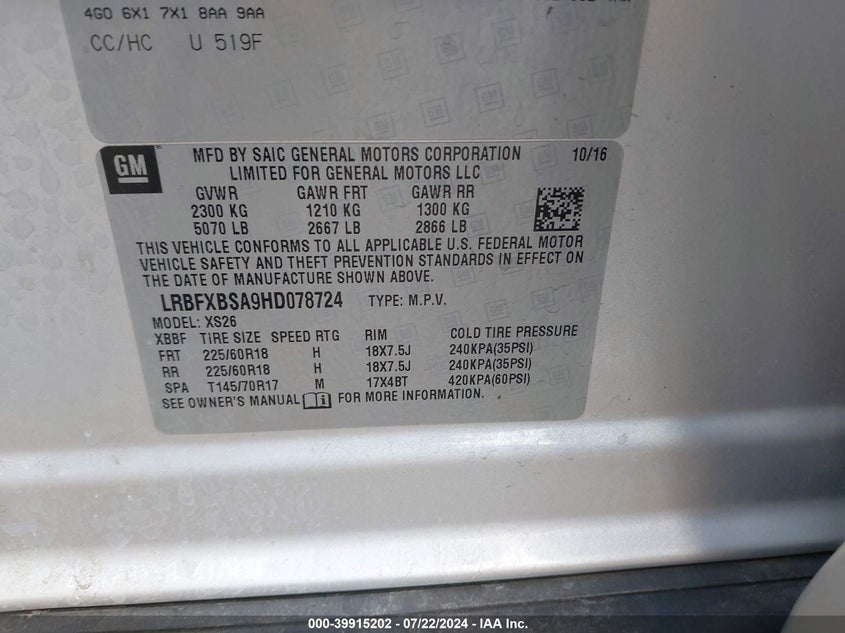 4G0 6X1 7X1 8AA 9AA
CC/HC U 519F
GM
MFD BY SAIC GENERAL MOTORS CORPORATION 10/16
LIMITED FOR GENERAL MOTORS LLC
GVWR GAWR FRT GAWR RR
2300 KG 1210 KG 1300 KG
5070 LB 2667 LB 2866 LB
THIS VEHICLE CONFORMS TO ALL APPLICABLE U.S. FEDERAL MOTOR
VEHICLE SAFETY AND THEFT PREVENTION STANDARDS IN EFFECT ON
THE DATE OF MANUFACTURE SHOWN ABOVE.
LRBFXBSA9HD078724 TYPE: M.P.V.
MODEL: XS26
XBBF TIRE SIZE SPEED RTG RIM COLD TIRE PRESSURE
FRT 225/60R18 H 18X7.5J 240KPA(35PSI)
RR 225/60R18 H 18X7.5J 240KPA(35PSI)
SPA T145/70R17 M 17X4BT 420KPA(60PSI)
SEE OWNER'S MANUAL i FOR MORE INFORMATION.
000-39915202 - 07/22/2024 - IAA Inc.